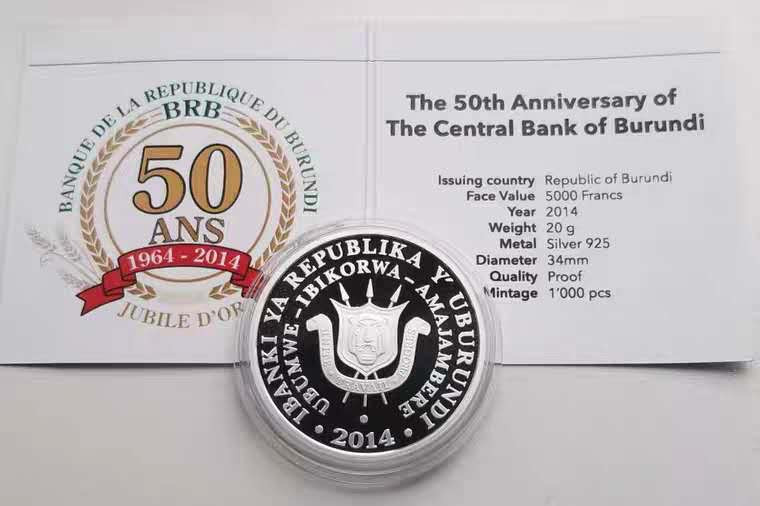 BANQUE DE LA REPUBLIQUE DU BURUNDI
BRB
50
ANS
1964 - 2014
JUBILE D'OR
The 50th Anniversary of
The Central Bank of Burundi
Issuing country Republic of Burundi
Face Value 5000 Francs
Year 2014
Weight 20 g
Metal Silver 925
Diameter 34mm
Quality Proof
Mintage 1'000 pcs
• IBANKI YA REPUBLIKA Y' UBURUNDI •
UBUMWE - IBIKORWA - AMAJAMBERE
• 2014 •